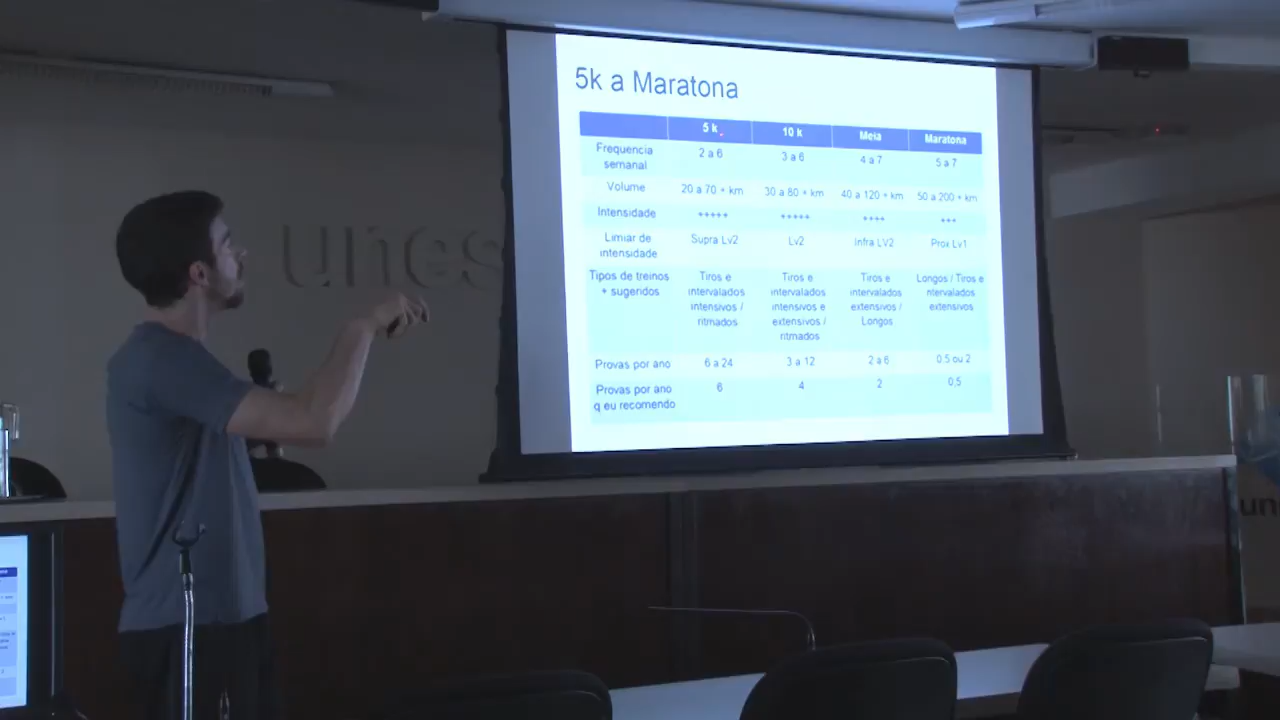 5k a Maratona
5 k 10 k Meia Maratona
Frequencia semanal 2 a 6 3 a 6 4 a 7 5 a 7
Volume 20 a 70 + km 30 a 80 + km 40 a 120 + km 50 a 200 + km
Intensidade +++++ +++++ ++++ +++
Limiar de intensidade Supra Lv2 Lv2 Infra LV2 Prox Lv1
Tipos de treinos + sugeridos Tiros e intervalados intensivos / ritmados Tiros e intervalados intensivos e extensivos / ritmados Tiros e intervalados extensivos / Longos Longos / Tiros e ntervalados extensivos
Provas por ano 6 a 24 3 a 12 2 a 6 0.5 ou 2
Provas por ano q eu recomendo 6 4 2 0,5
unes
un